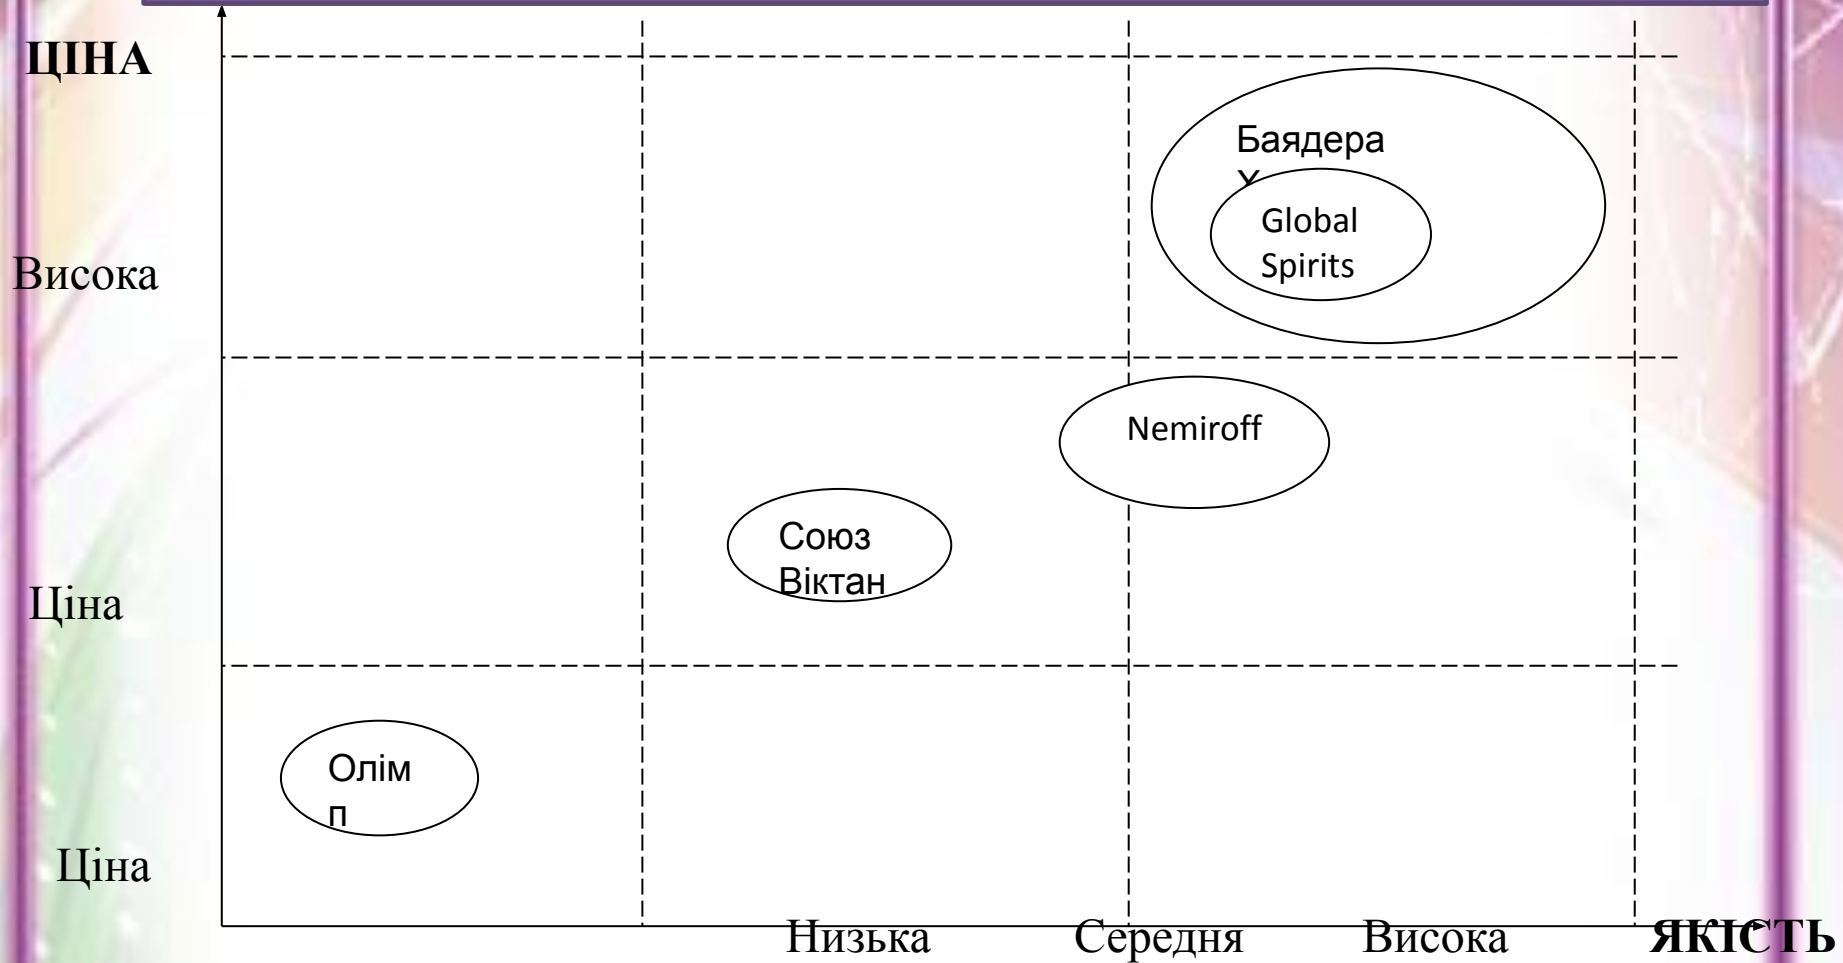 ЦІНА
Баядера
Global
Spirits
Висока
Nemiroff
Союз
Віктан
Ціна
Олім
п
Ціна
Низька Середня Висока ЯКІСТЬ